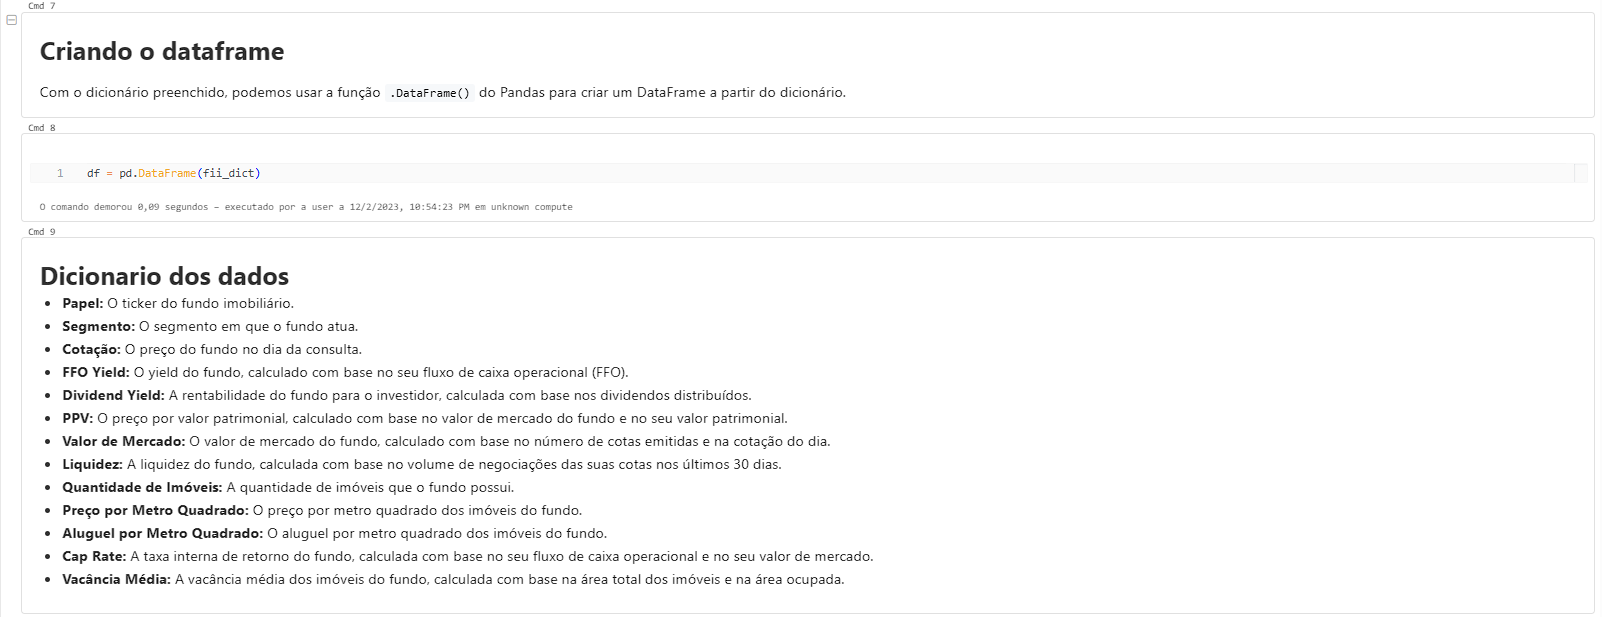 Cmd 7
Criando o dataframe
Com o dicionário preenchido, podemos usar a função .DataFrame() do Pandas para criar um DataFrame a partir do dicionário.
Cmd 8
1 df = pd.DataFrame(fii_dict)
O comando demorou 0,09 segundos – executado por a user a 12/2/2023, 10:54:23 PM em unknown compute
Cmd 9
Dicionario dos dados
• Papel: O ticker do fundo imobiliário.
• Segmento: O segmento em que o fundo atua.
• Cotação: O preço do fundo no dia da consulta.
• FFO Yield: O yield do fundo, calculado com base no seu fluxo de caixa operacional (FFO).
• Dividend Yield: A rentabilidade do fundo para o investidor, calculada com base nos dividendos distribuídos.
• PPV: O preço por valor patrimonial, calculado com base no valor de mercado do fundo e no seu valor patrimonial.
• Valor de Mercado: O valor de mercado do fundo, calculado com base no número de cotas emitidas e na cotação do dia.
• Liquidez: A liquidez do fundo, calculada com base no volume de negociações das suas cotas nos últimos 30 dias.
• Quantidade de Imóveis: A quantidade de imóveis que o fundo possui.
• Preço por Metro Quadrado: O preço por metro quadrado dos imóveis do fundo.
• Aluguel por Metro Quadrado: O aluguel por metro quadrado dos imóveis do fundo.
• Cap Rate: A taxa interna de retorno do fundo, calculada com base no seu fluxo de caixa operacional e no seu valor de mercado.
• Vacância Média: A vacância média dos imóveis do fundo, calculada com base na área total dos imóveis e na área ocupada.